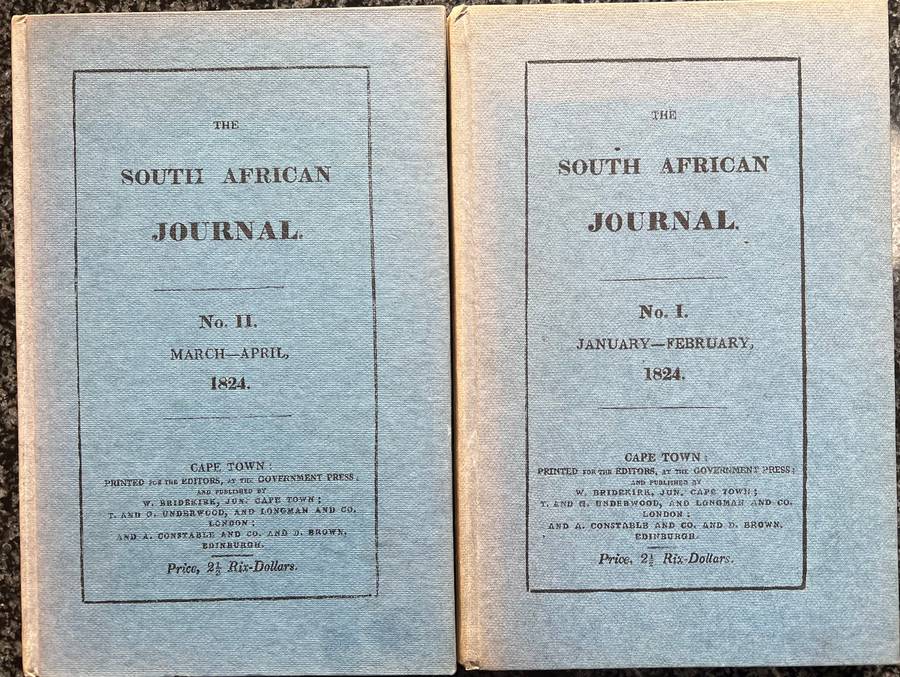 THE
SOUTH AFRICAN
JOURNAL.
No. II.
MARCH—APRIL,
1824.
CAPE TOWN:
PRINTED FOR THE EDITORS, AT THE GOVERNMENT PRESS;
AND PUBLISHED BY
W. BRIDEKIRK, JUN. CAPE TOWN;
T. AND G. UNDERWOOD, AND LONGMAN AND CO.
LONDON;
AND A. CONSTABLE AND CO. AND D. BROWN,
EDINBURGH.
Price, 2½ Rix-Dollars.
THE
SOUTH AFRICAN
JOURNAL.
No. I.
JANUARY—FEBRUARY,
1824.
CAPE TOWN:
PRINTED FOR THE EDITORS, AT THE GOVERNMENT PRESS;
AND PUBLISHED BY
W. BRIDEKIRK, JUN. CAPE TOWN;
T. AND G. UNDERWOOD, AND LONGMAN AND CO.
LONDON;
AND A. CONSTABLE AND CO. AND D. BROWN,
EDINBURGH.
Price, 2½ Rix-Dollars.